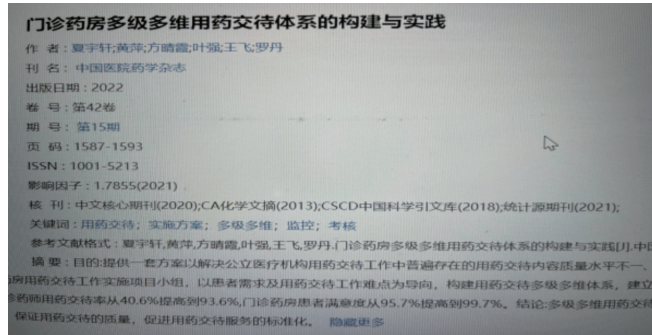 门诊药房多级多维用药交待体系的构建与实践
作 者：夏宇轩;黄萍;方晴霞;叶强;王飞;罗丹
刊 名：中国医院药学杂志
出版日期：2022
卷 号：第42卷
期 号：第15期
页 码：1587-1593
ISSN：1001-5213
影响因子：1.7855(2021)
核 刊：中文核心期刊(2020);CA化学文摘(2013);CSCD中国科学引文库(2018);统计源期刊(2021);
关键词：用药交待；实施方案；多级多维；监控；考核
参考文献格式：夏宇轩,黄萍,方晴霞,叶强,王飞,罗丹.门诊药房多级多维用药交待体系的构建与实践[J].中
摘 要：目的:提供一套方案以解决公立医疗机构用药交待工作中普遍存在的用药交待内容质量水平不一、
房用药交待工作实施项目小组，以患者需求及用药交待工作难点为导向，构建用药交待多级多维体系，建立
药师用药交待率从40.6%提高到93.6%,门诊药房患者满意度从95.7%提高到99.7%。结论:多级多维用药交待
保证用药交待的质量，促进用药交待服务的标准化。 隐藏更多